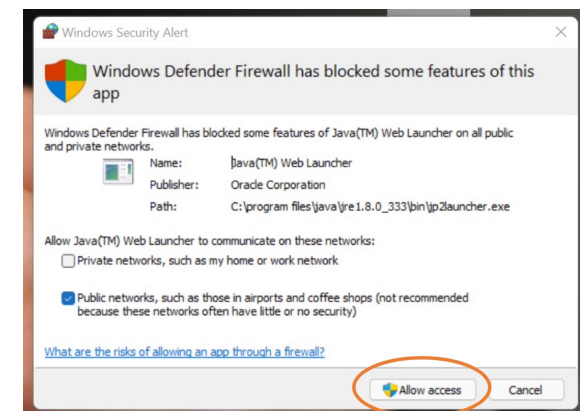 Windows Security Alert
Windows Defender Firewall has blocked some features of this
app
Windows Defender Firewall has blocked some features of Java(TM) Web Launcher on all public
and private networks.
Name: Java(TM) Web Launcher
Publisher: Oracle Corporation
Path: C:\program files\java\jre1.8.0_333\bin\jp2launcher.exe
Allow Java(TM) Web Launcher to communicate on these networks:
Private networks, such as my home or work network
Public networks, such as those in airports and coffee shops (not recommended
because these networks often have little or no security)
What are the risks of allowing an app through a firewall?
Allow access Cancel